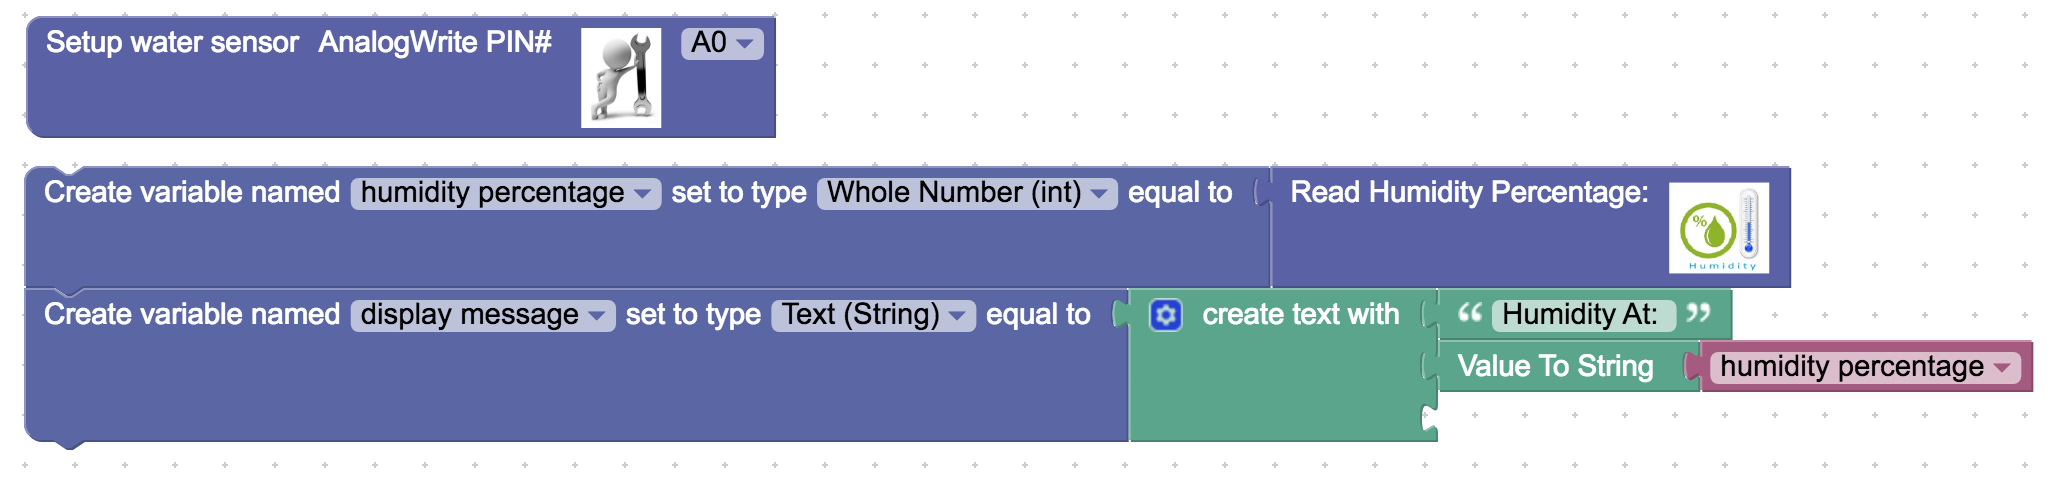 Setup water sensor AnalogWrite PIN# A0
Create variable named humidity percentage set to type Whole Number (int) equal to Read Humidity Percentage:
%
Humidity
Create variable named display message set to type Text (String) equal to create text with “ Humidity At: ”
Value To String humidity percentage